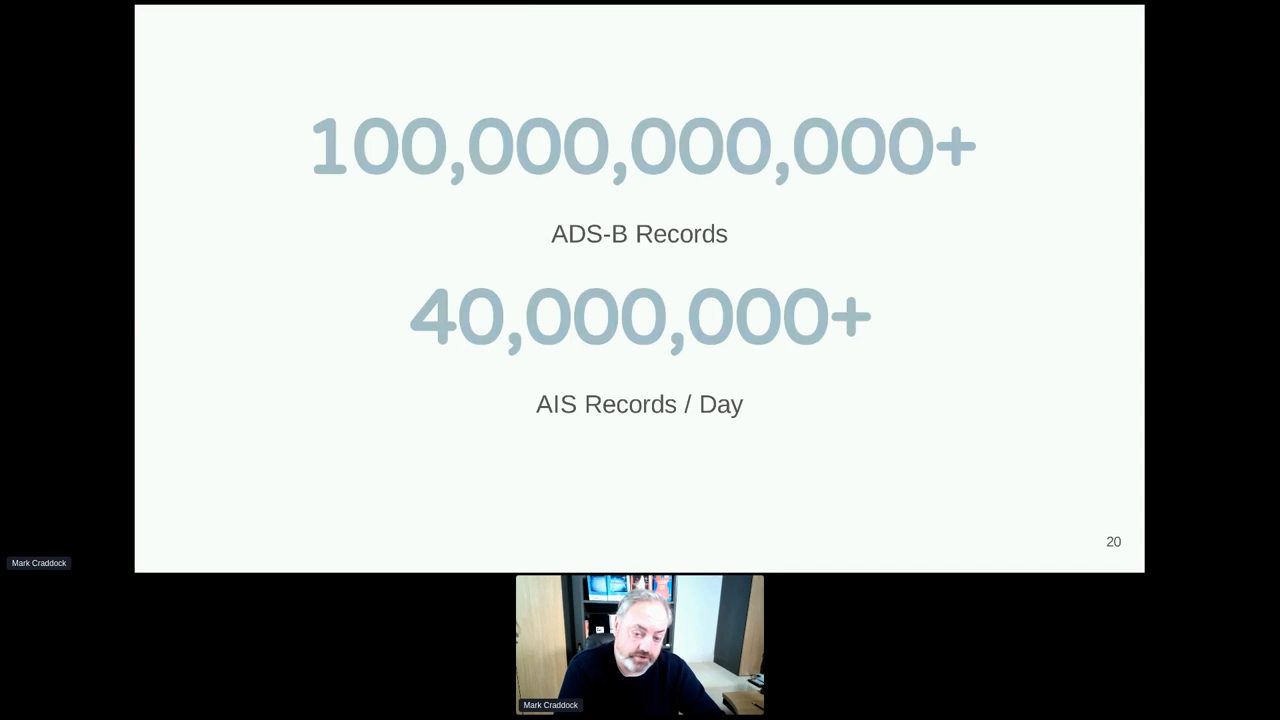 100,000,000,000+
ADS-B Records
40,000,000+
AIS Records / Day
20
Mark Craddock
Mark Craddock